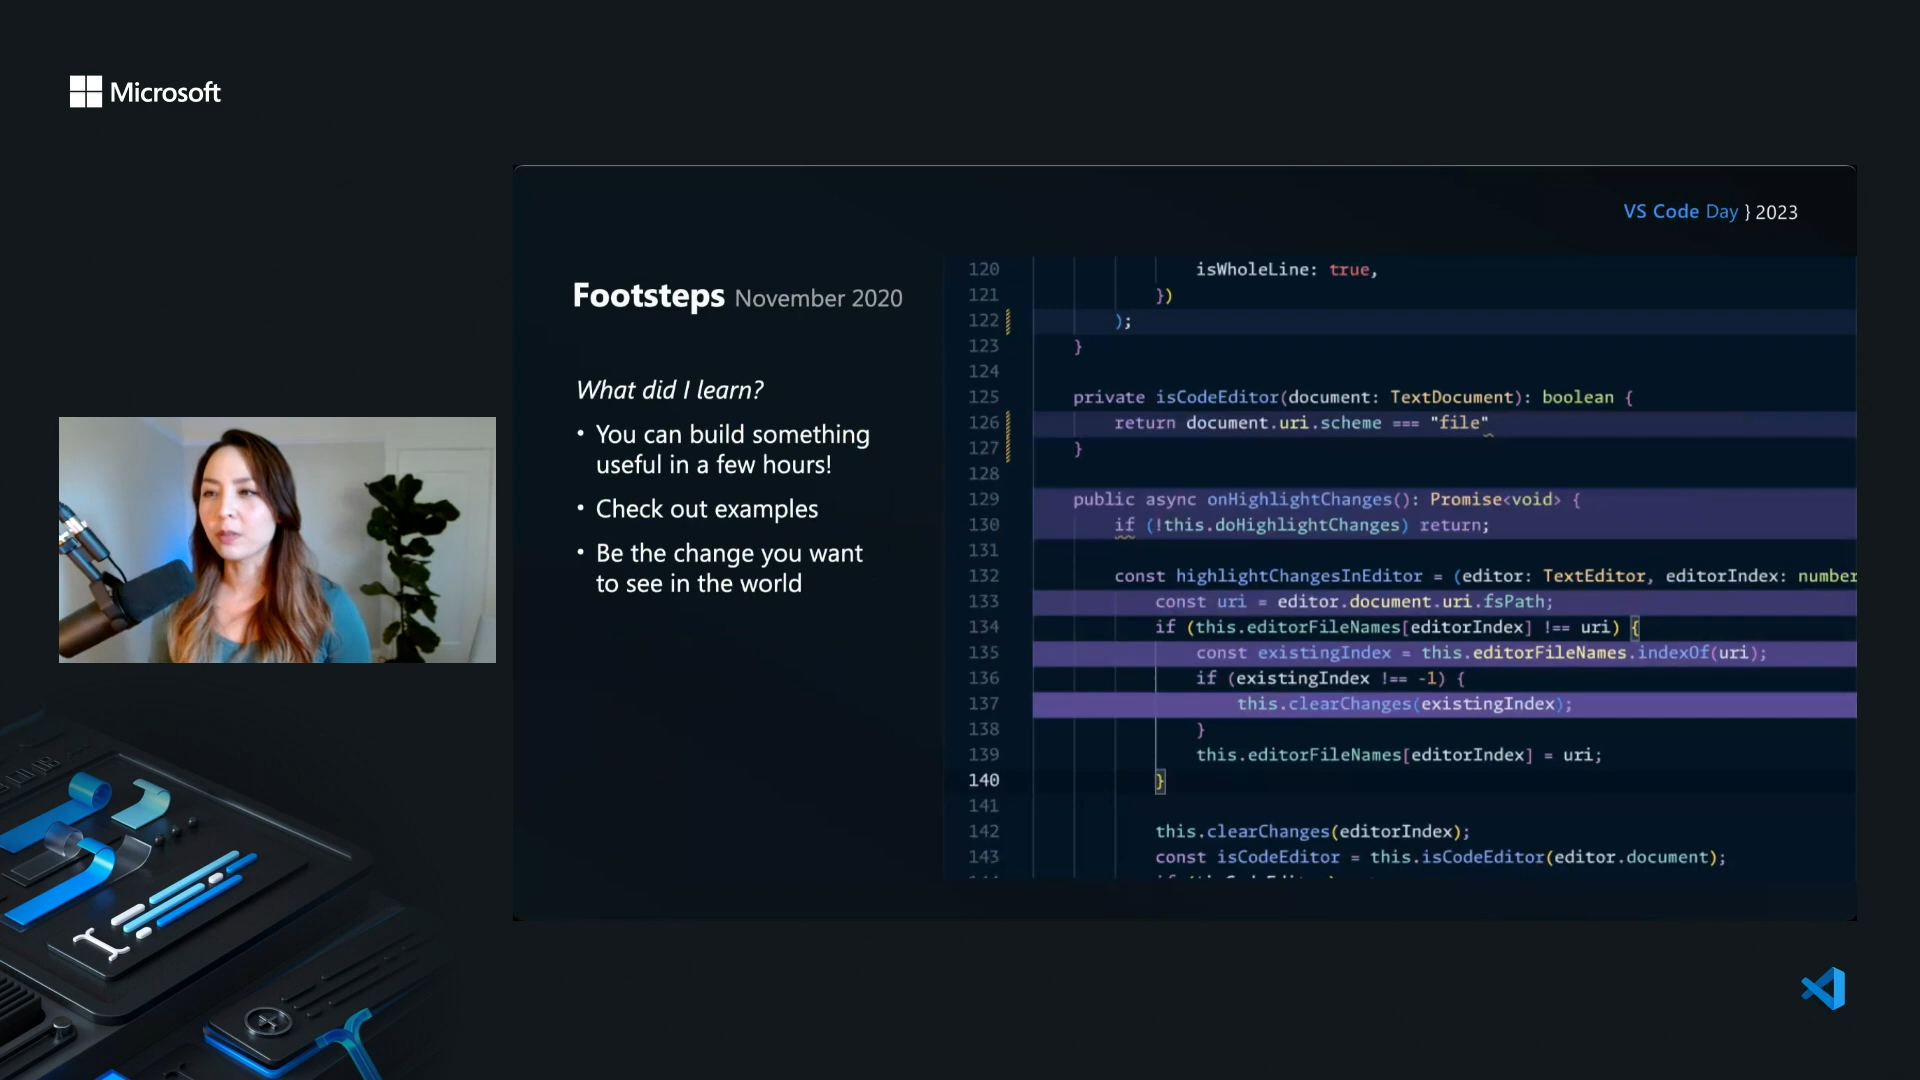 Microsoft
VS Code Day } 2023
Footsteps November 2020
What did I learn?
• You can build something
useful in a few hours!
• Check out examples
• Be the change you want
to see in the world
120 isWholeLine: true,
121 })
122 );
123 }
124
125 private isCodeEditor(document: TextDocument): boolean {
126 return document.uri.scheme === "file"
127 }
128
129 public async onHighlightChanges(): Promise<void> {
130 if (!this.doHighlightChanges) return;
131
132 const highlightChangesInEditor = (editor: TextEditor, editorIndex: number
133 const uri = editor.document.uri.fsPath;
134 if (this.editorFileNames[editorIndex] !== uri) {
135 const existingIndex = this.editorFileNames.indexOf(uri);
136 if (existingIndex !== -1) {
137 this.clearChanges(existingIndex);
138 }
139 this.editorFileNames[editorIndex] = uri;
140 }
141
142 this.clearChanges(editorIndex);
143 const isCodeEditor = this.isCodeEditor(editor.document);